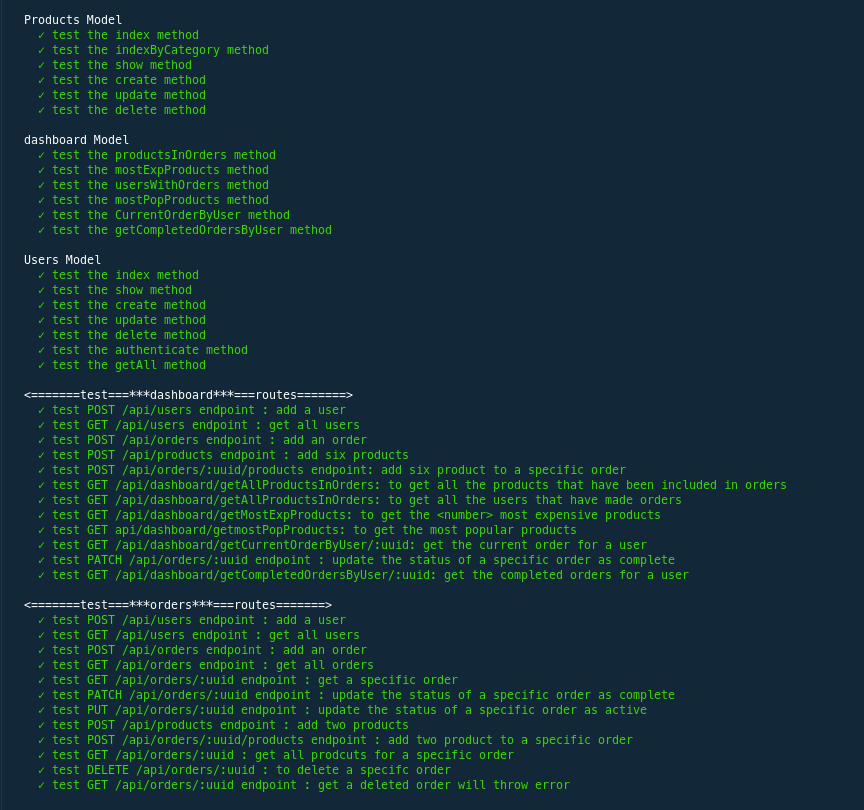 Products Model
✓ test the index method
✓ test the indexByCategory method
✓ test the show method
✓ test the create method
✓ test the update method
✓ test the delete method
dashboard Model
✓ test the productsInOrders method
✓ test the mostExpProducts method
✓ test the usersWithOrders method
✓ test the mostPopProducts method
✓ test the CurrentOrderByUser method
✓ test the getCompletedOrdersByUser method
Users Model
✓ test the index method
✓ test the show method
✓ test the create method
✓ test the update method
✓ test the delete method
✓ test the authenticate method
✓ test the getAll method
<=======test===***dashboard***===routes=======>
✓ test POST /api/users endpoint : add a user
✓ test GET /api/users endpoint : get all users
✓ test POST /api/orders endpoint : add an order
✓ test POST /api/products endpoint : add six products
✓ test POST /api/orders/:uuid/products endpoint: add six product to a specific order
✓ test GET /api/dashboard/getAllProductsInOrders: to get all the products that have been included in orders
✓ test GET /api/dashboard/getAllProductsInOrders: to get all the users that have made orders
✓ test GET /api/dashboard/getMostExpProducts: to get the <number> most expensive products
✓ test GET api/dashboard/getmostPopProducts: to get the most popular products
✓ test GET /api/dashboard/getCurrentOrderByUser/:uuid: get the current order for a user
✓ test PATCH /api/orders/:uuid endpoint : update the status of a specific order as complete
✓ test GET /api/dashboard/getCompletedOrdersByUser/:uuid: get the completed orders for a user
<=======test===***orders***===routes=======>
✓ test POST /api/users endpoint : add a user
✓ test GET /api/users endpoint : get all users
✓ test POST /api/orders endpoint : add an order
✓ test GET /api/orders endpoint : get all orders
✓ test GET /api/orders/:uuid endpoint : get a specific order
✓ test PATCH /api/orders/:uuid endpoint : update the status of a specific order as complete
✓ test PUT /api/orders/:uuid endpoint : update the status of a specific order as active
✓ test POST /api/products endpoint : add two products
✓ test POST /api/orders/:uuid/products endpoint : add two product to a specific order
✓ test GET /api/orders/:uuid : get all prodcuts for a specific order
✓ test DELETE /api/orders/:uuid : to delete a specifc order
✓ test GET /api/orders/:uuid endpoint : get a deleted order will throw error